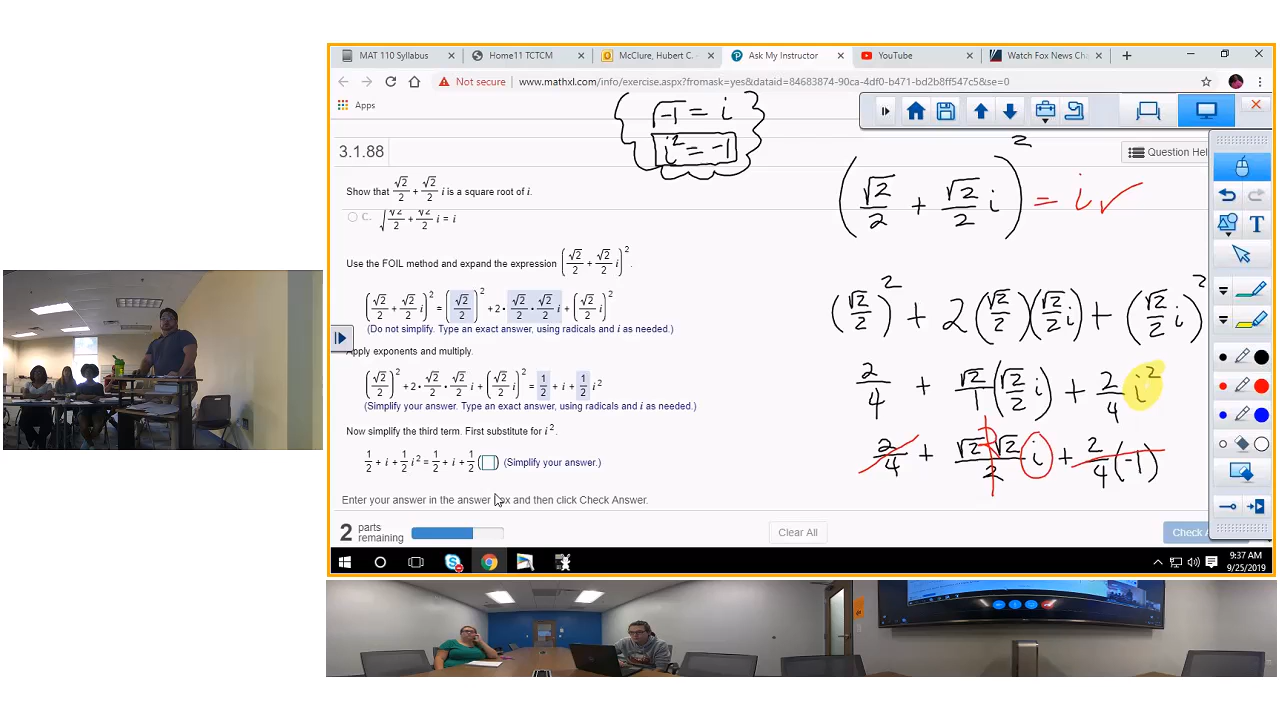 MAT 110 Syllabus
Home11 TCTCM
McClure, Hubert C. -
Ask My Instructor
YouTube
Watch Fox News Cha
Not secure
www.mathxl.com/info/exercise.aspx?fromask=yes&dataid=84683874-90ca-4df0-b471-bd2b8ff547c5&se=0
Apps
√-1 = i
i² = -1
3.1.88
Question Hel
Show that √2/2 + √2/2 i is a square root of i.
C. √(√2/2 + √2/2 i) = i
(√2/2 + √2/2 i)² = i ✓
Use the FOIL method and expand the expression (√2/2 + √2/2 i)².
(√2/2 + √2/2 i)² = (√2/2)² + 2• √2/2 • √2/2 i + (√2/2 i)²
(Do not simplify. Type an exact answer, using radicals and i as needed.)
(√2/2)² + 2(√2/2)(√2/2 i) + (√2/2 i)²
Apply exponents and multiply.
(√2/2)² + 2• √2/2 • √2/2 i + (√2/2 i)² = 1/2 + i + 1/2 i²
(Simplify your answer. Type an exact answer, using radicals and i as needed.)
2/4 + √2/1 (√2/2 i) + 2/4 i²
Now simplify the third term. First substitute for i².
1/2 + i + 1/2 i² = 1/2 + i + 1/2 ( ) (Simplify your answer.)
2/4 + √2 √2/2 i + 2/4 (-1)
Enter your answer in the answer box and then click Check Answer.
2 parts remaining
Clear All
Check A
9:37 AM
9/25/2019